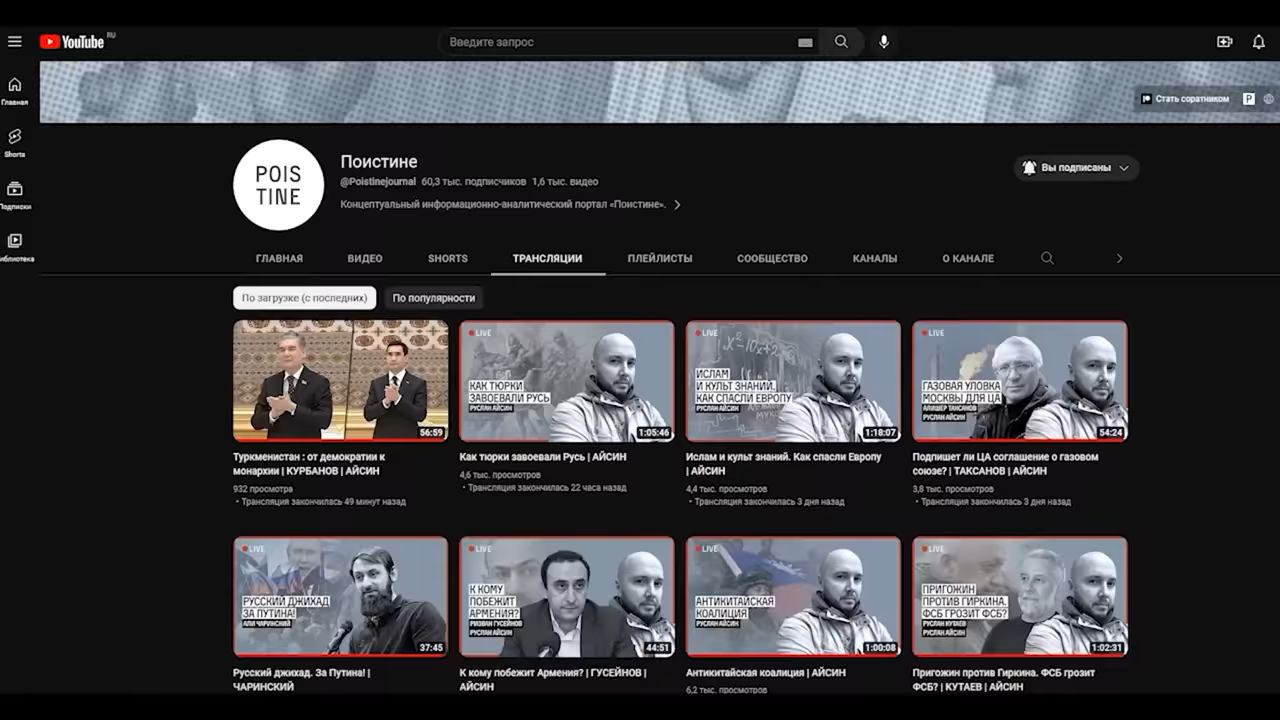 YouTube RU
Введите запрос
Главная
Shorts
Подписки
иблиотека
Стать соратником
P
POIS
TINE
Поистине
@Poistinejournal 60,3 тыс. подписчиков 1,6 тыс. видео
Концептуальный информационно-аналитический портал «Поистине».
Вы подписаны
ГЛАВНАЯ ВИДЕО SHORTS ТРАНСЛЯЦИИ ПЛЕЙЛИСТЫ СООБЩЕСТВО КАНАЛЫ О КАНАЛЕ
По загрузке (с последних) По популярности
56:59
Туркменистан : от демократии к
монархии | КУРБАНОВ | АЙСИН
932 просмотра
• Трансляция закончилась 49 минут назад
LIVE
КАК ТЮРКИ
ЗАВОЕВАЛИ РУСЬ
РУСЛАН АЙСИН
1:05:46
Как тюрки завоевали Русь | АЙСИН
4,6 тыс. просмотров
• Трансляция закончилась 22 часа назад
LIVE
ИСЛАМ
И КУЛЬТ ЗНАНИЙ.
КАК СПАСЛИ ЕВРОПУ
РУСЛАН АЙСИН
1:18:07
Ислам и культ знаний. Как спасли Европу
| АЙСИН
4,4 тыс. просмотров
• Трансляция закончилась 3 дня назад
LIVE
ГАЗОВАЯ УЛОВКА
МОСКВЫ ДЛЯ ЦА
АЛИШЕР ТАКСАНОВ
РУСЛАН АЙСИН
54:24
Подпишет ли ЦА соглашение о газовом
союзе? | ТАКСАНОВ | АЙСИН
3,8 тыс. просмотров
• Трансляция закончилась 3 дня назад
LIVE
РУССКИЙ ДЖИХАД
ЗА ПУТИНА!
АЛИ ЧАРИНСКИЙ
37:45
Русский джихад. За Путина! |
ЧАРИНСКИЙ
LIVE
К КОМУ
ПОБЕЖИТ
АРМЕНИЯ?
РИЗВАН ГУСЕЙНОВ
РУСЛАН АЙСИН
44:51
К кому побежит Армения? | ГУСЕЙНОВ |
АЙСИН
LIVE
АНТИКИТАЙСКАЯ
КОАЛИЦИЯ
РУСЛАН АЙСИН
1:00:08
Антикитайская коалиция | АЙСИН
6,2 тыс. просмотров
LIVE
ПРИГОЖИН
ПРОТИВ ГИРКИНА.
ФСБ ГРОЗИТ ФСБ?
РУСЛАН КУТАЕВ
РУСЛАН АЙСИН
1:02:31
Пригожин против Гиркина. ФСБ грозит
ФСБ? | КУТАЕВ | АЙСИН